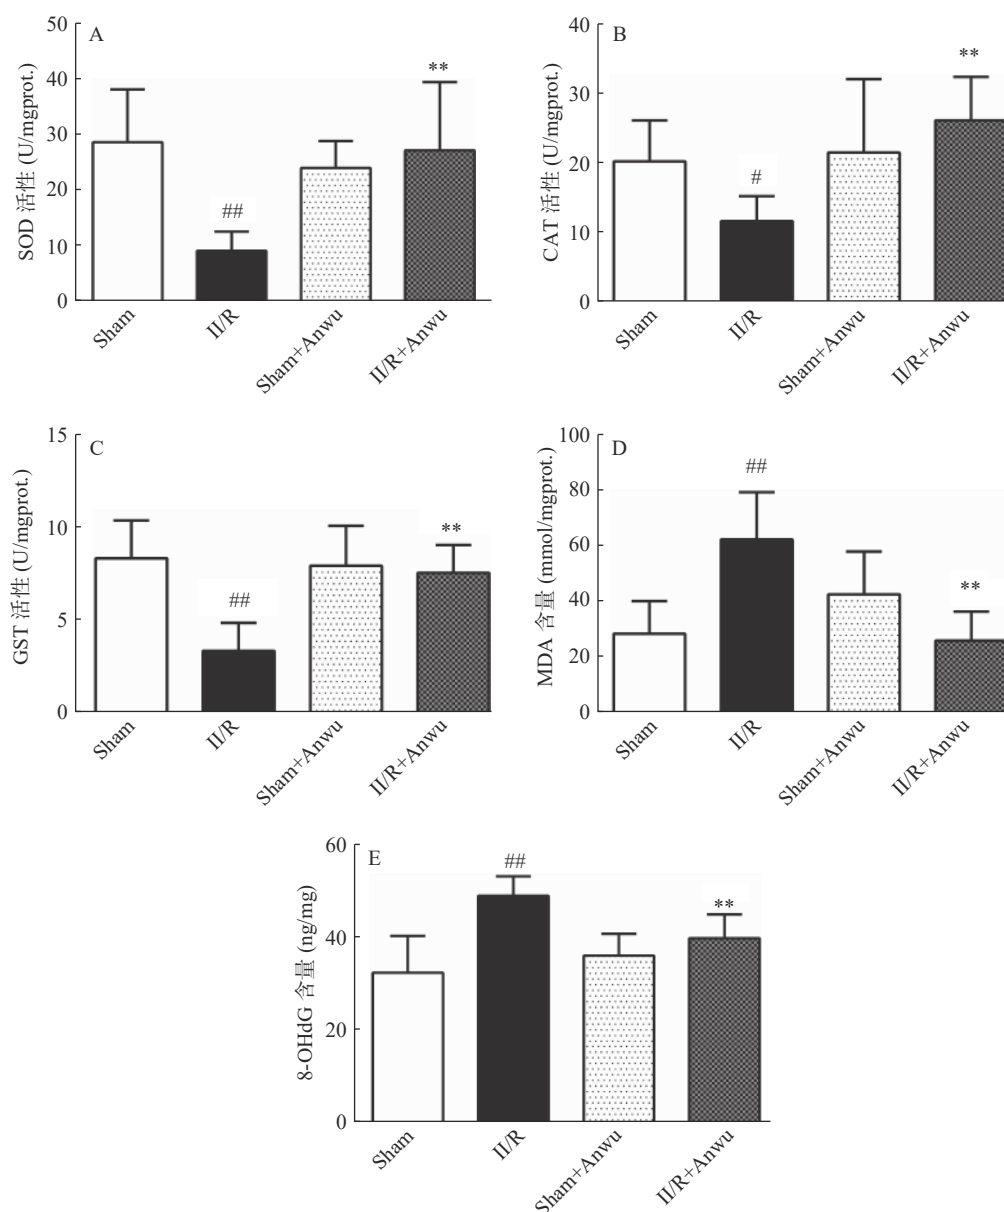 A
SOD 活性 (U/mgprot.)
50
40
30
20
10
0
##
**
Sham
II/R
Sham+Anwu
II/R+Anwu
B
CAT 活性 (U/mgprot.)
40
30
20
10
0
#
**
Sham
II/R
Sham+Anwu
II/R+Anwu
C
GST 活性 (U/mgprot.)
15
10
5
0
##
**
Sham
II/R
Sham+Anwu
II/R+Anwu
D
MDA 含量 (mmol/mgprot.)
100
80
60
40
20
0
##
**
Sham
II/R
Sham+Anwu
II/R+Anwu
E
8-OHdG 含量 (ng/mg)
60
40
20
0
##
**
Sham
II/R
Sham+Anwu
II/R+Anwu